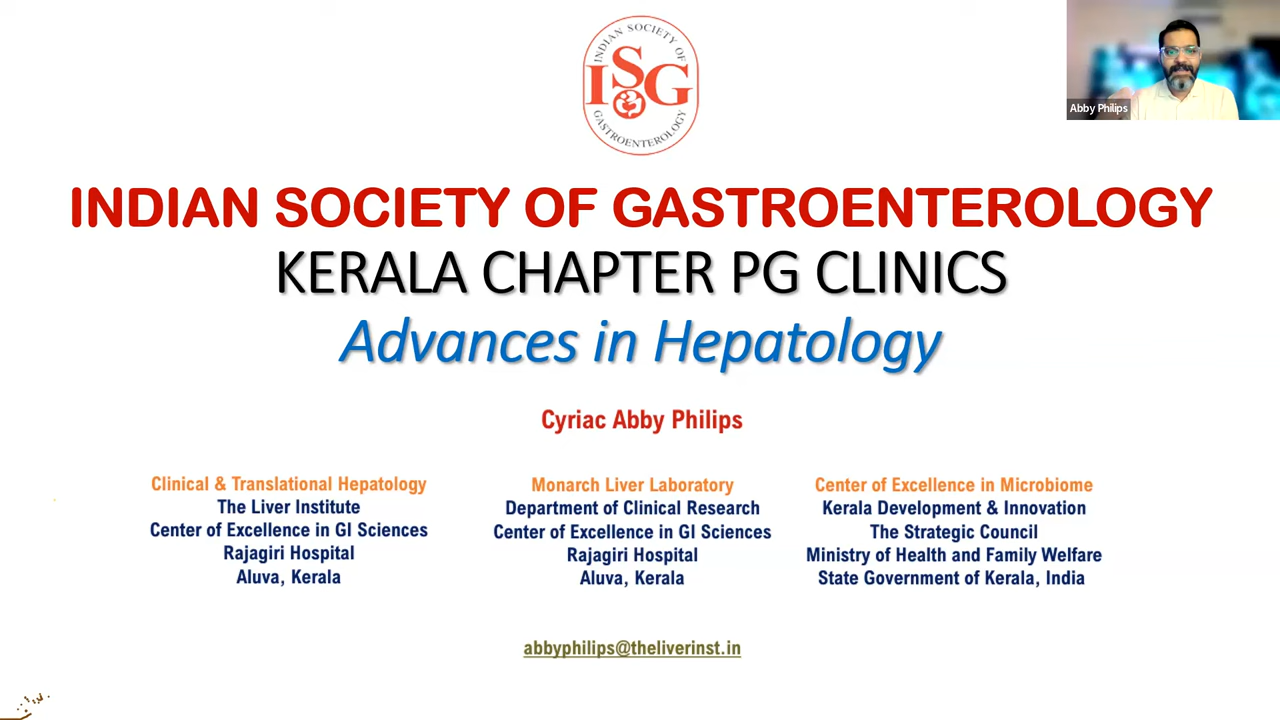 INDIAN SOCIETY OF
ISG
GASTROENTEROLOGY
Abby Philips
INDIAN SOCIETY OF GASTROENTEROLOGY
KERALA CHAPTER PG CLINICS
Advances in Hepatology
Cyriac Abby Philips
Clinical & Translational Hepatology
The Liver Institute
Center of Excellence in GI Sciences
Rajagiri Hospital
Aluva, Kerala
Monarch Liver Laboratory
Department of Clinical Research
Center of Excellence in GI Sciences
Rajagiri Hospital
Aluva, Kerala
Center of Excellence in Microbiome
Kerala Development & Innovation
The Strategic Council
Ministry of Health and Family Welfare
State Government of Kerala, India
abbyphilips@theliverinst.in